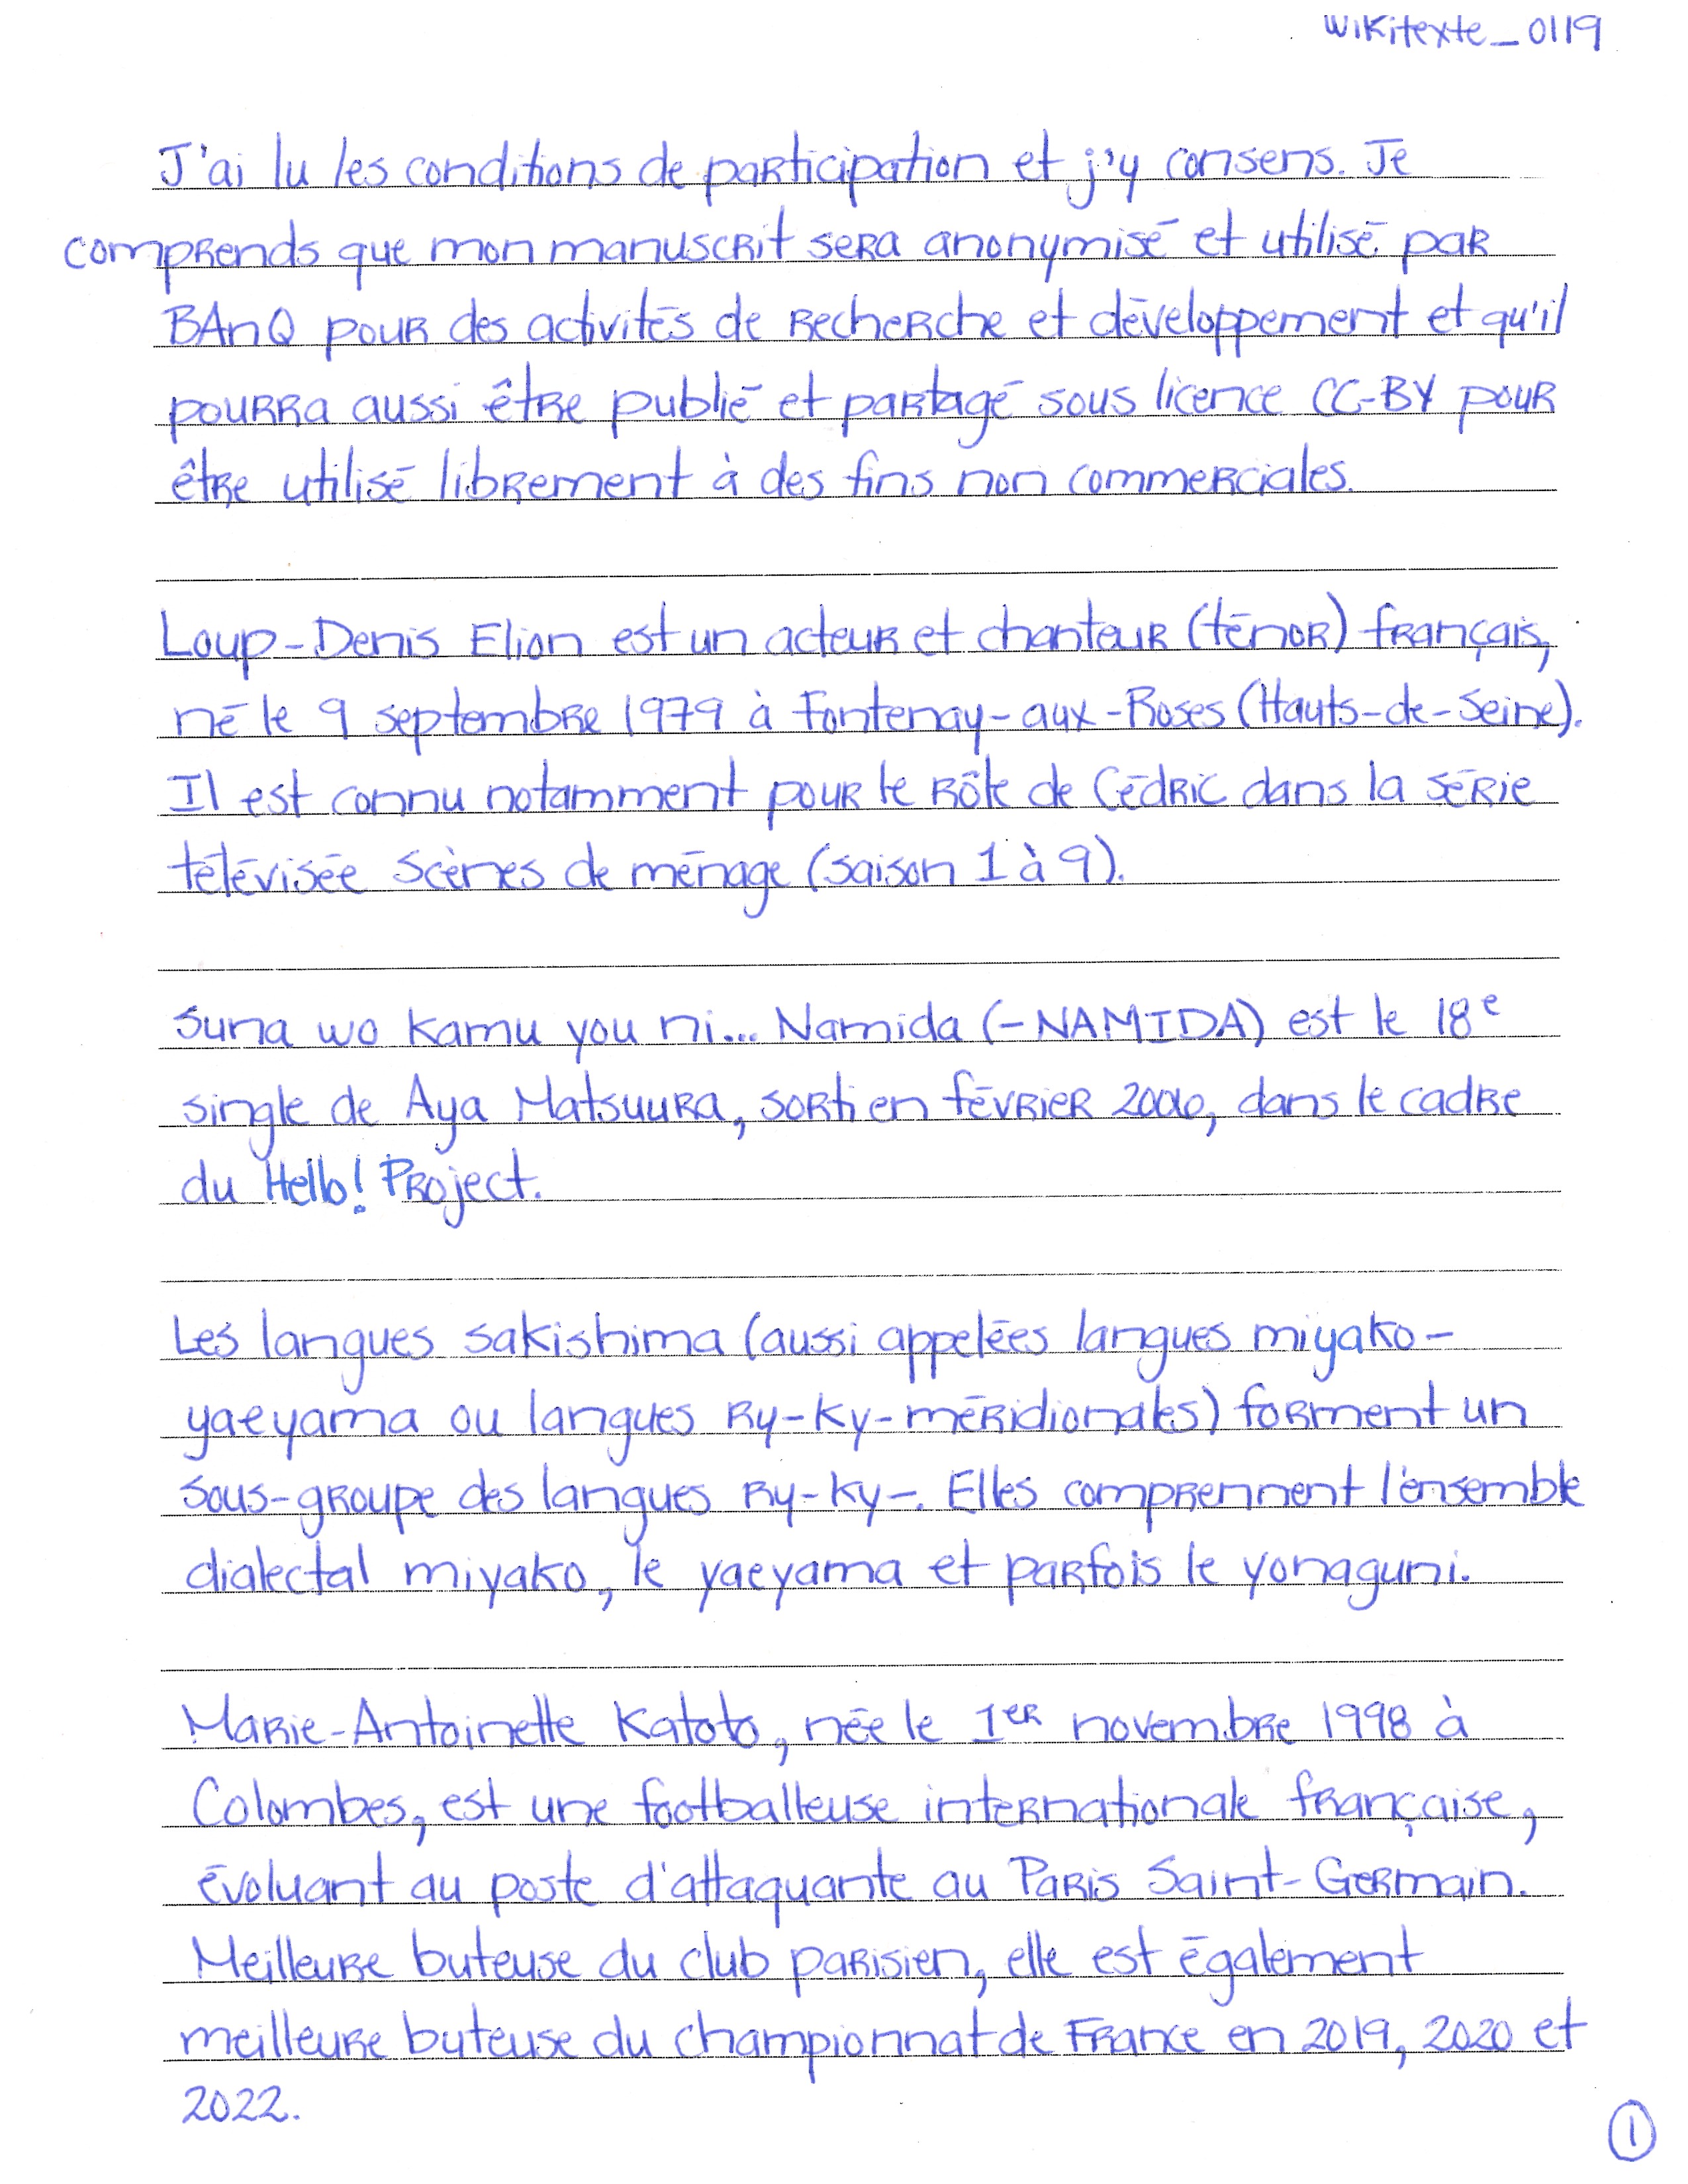 Wikitexte_0119
J'ai lu les conditions de participation et j'y consens. Je
comprends que mon manuscrit sera anonymisé et utilisé par
BAnQ pour des activités de recherche et développement et qu'il
pourra aussi être publié et partagé sous licence CC-BY pour
être utilisé librement à des fins non commerciales.
Loup-Denis Elion est un acteur et chanteur (ténor) français,
né le 9 septembre 1979 à Fontenay-aux-Roses (Hauts-de-Seine).
Il est connu notamment pour le rôle de Cédric dans la série
télévisée Scènes de ménage (saison 1 à 9).
Suna wo Kamu you ni... Namida (-NAMIDA) est le 18e
single de Aya Matsuura, sorti en février 2006, dans le cadre
du Hello! Project.
Les langues sakishima (aussi appelées langues miyako-
yaeyama ou langues Ry-Ky-méridionales) forment un
sous-groupe des langues Ry-Ky-. Elles comprennent l'ensemble
dialectal miyako, le yaeyama et parfois le yonaguni.
Marie-Antoinette Katoto, née le 1er novembre 1998 à
Colombes, est une footballeuse internationale française,
évoluant au poste d'attaquante au Paris Saint-Germain.
Meilleure buteuse du club parisien, elle est également
meilleure buteuse du championnat de France en 2019, 2020 et
2022.
1